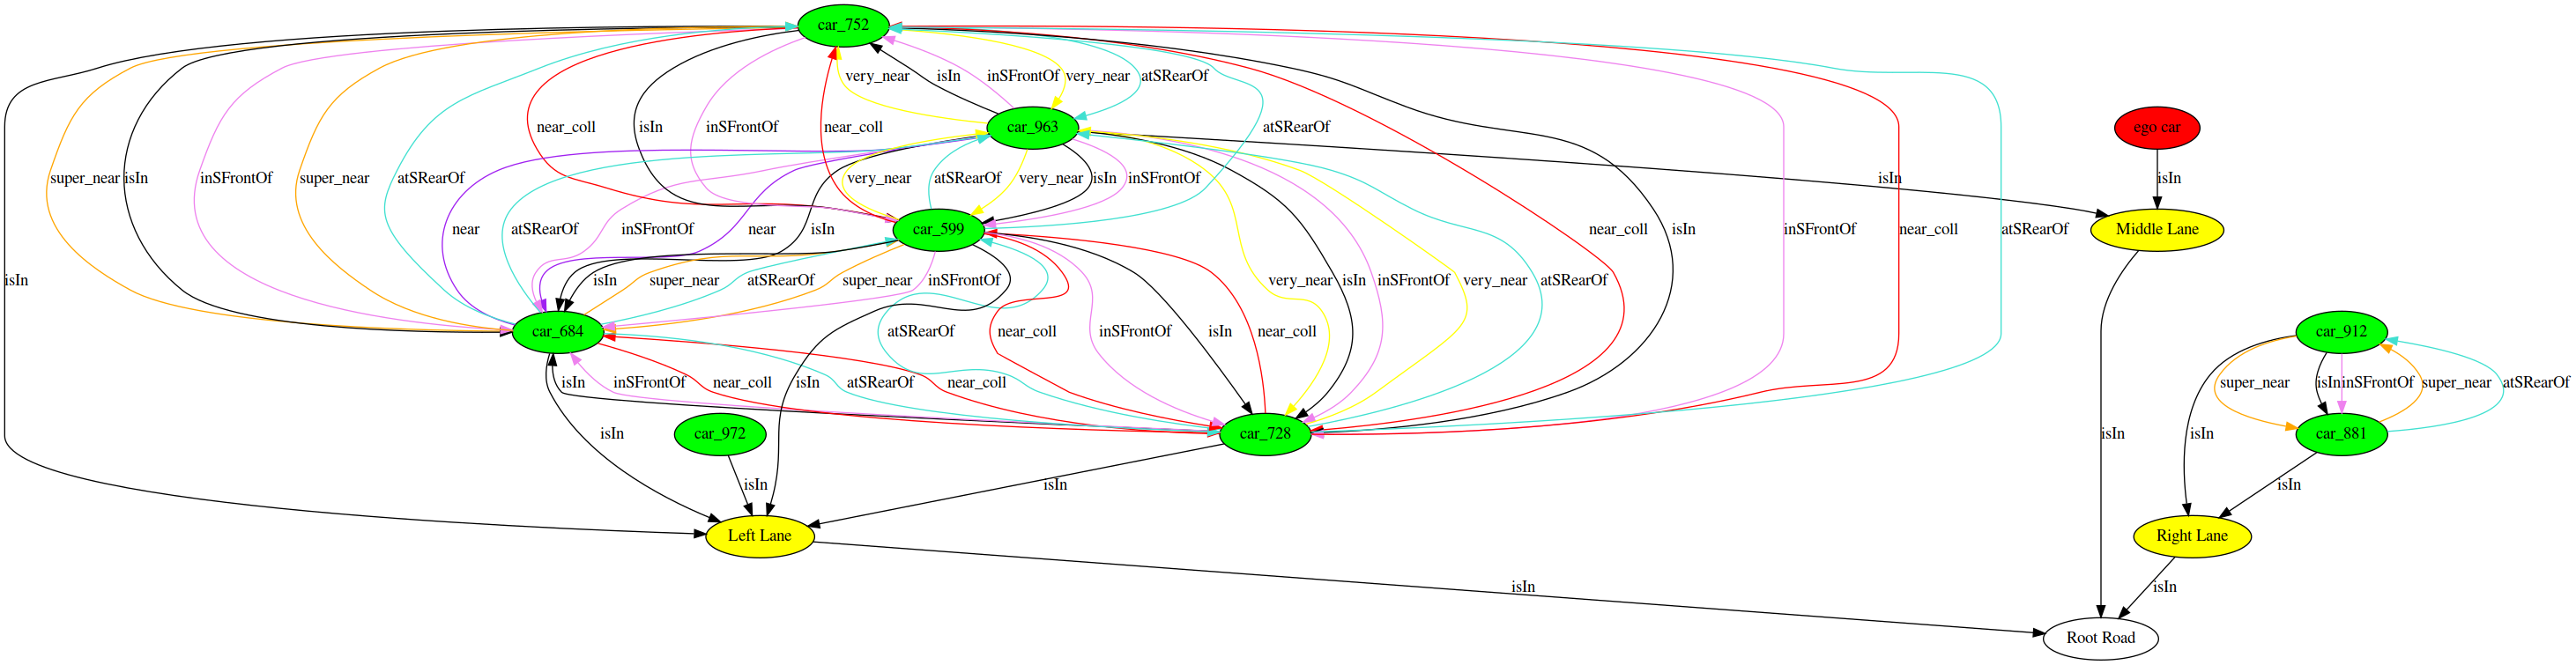 car_752
very_near isIn inSFrontOf very_near atSRearOf
near_coll isIn inSFrontOf near_coll car_963 atSRearOf ego car
super_near isIn inSFrontOf super_near atSRearOf very_near atSRearOf very_near isIn inSFrontOf isIn isIn
near atSRearOf inSFrontOf near isIn car_599 near_coll isIn inSFrontOf near_coll atSRearOf Middle Lane
isIn isIn super_near atSRearOf super_near inSFrontOf very_near isIn inSFrontOf very_near atSRearOf
car_684 atSRearOf near_coll inSFrontOf isIn near_coll car_912
isIn inSFrontOf near_coll isIn atSRearOf near_coll super_near isIn inSFrontOf super_near atSRearOf
isIn car_972 car_728 isIn isIn car_881
isIn isIn isIn
Left Lane Right Lane
isIn isIn
Root Road